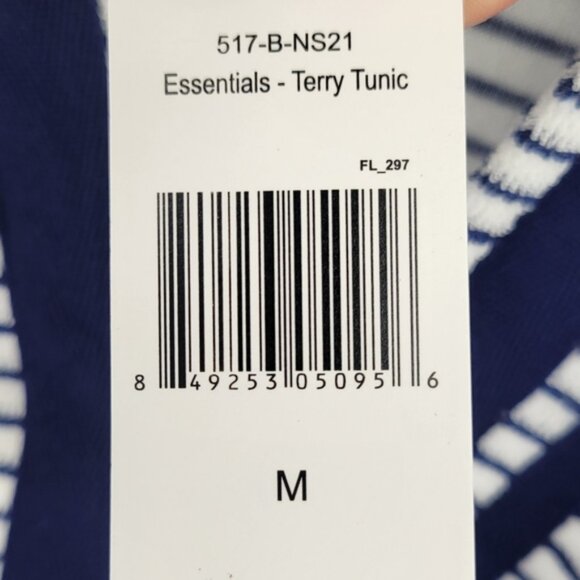 517-B-NS21
Essentials - Terry Tunic
FL_297
8 49253 05095 6
M